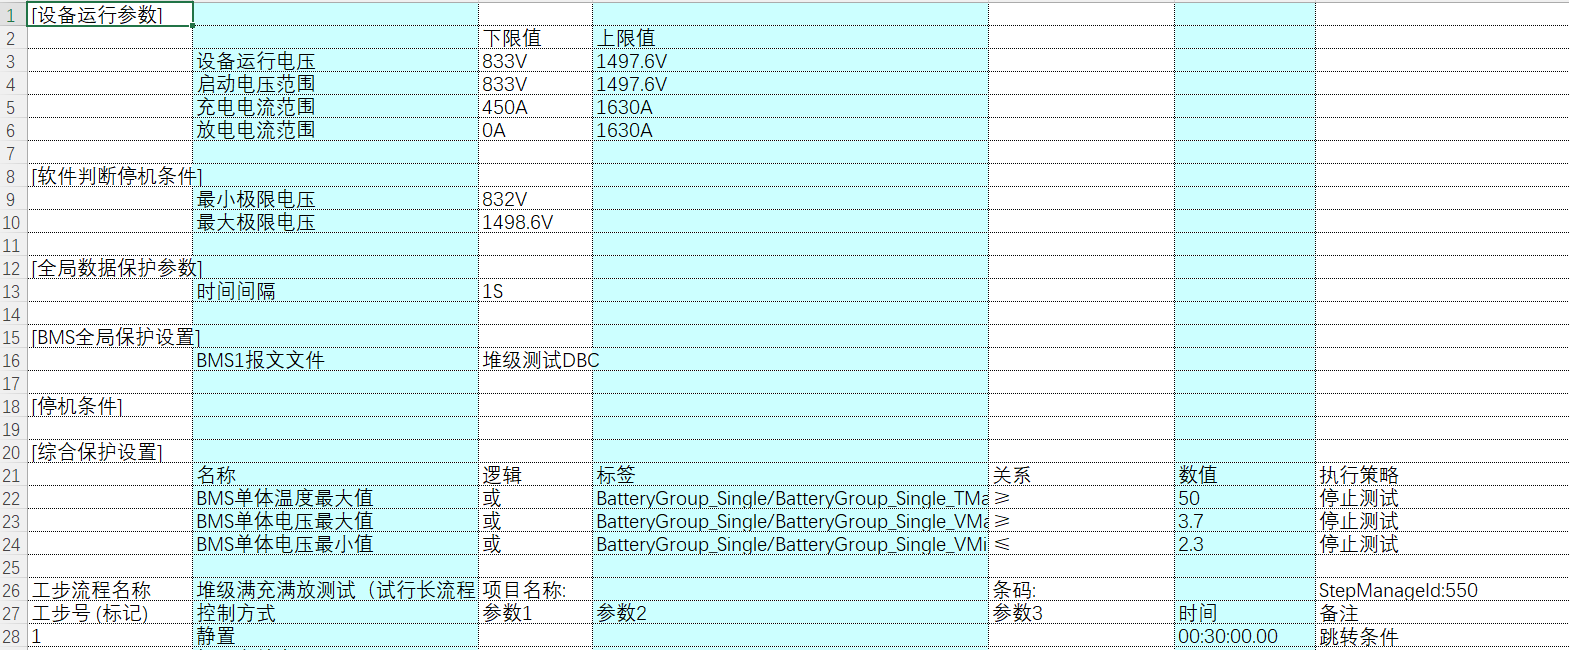 1 [设备运行参数]
2 下限值 上限值
3 设备运行电压 833V 1497.6V
4 启动电压范围 833V 1497.6V
5 充电电流范围 450A 1630A
6 放电电流范围 0A 1630A
7
8 [软件判断停机条件]
9 最小极限电压 832V
10 最大极限电压 1498.6V
11
12 [全局数据保护参数]
13 时间间隔 1S
14
15 [BMS全局保护设置]
16 BMS1报文文件 堆级测试DBC
17
18 [停机条件]
19
20 [综合保护设置]
21 名称 逻辑 标签 关系 数值 执行策略
22 BMS单体温度最大值 或 BatteryGroup_Single/BatteryGroup_Single_TMa ≥ 50 停止测试
23 BMS单体电压最大值 或 BatteryGroup_Single/BatteryGroup_Single_VMa ≥ 3.7 停止测试
24 BMS单体电压最小值 或 BatteryGroup_Single/BatteryGroup_Single_VMi ≤ 2.3 停止测试
25
26 工步流程名称 堆级满充满放测试（试行长流程 项目名称: 条码: StepManageId:550
27 工步号 (标记) 控制方式 参数1 参数2 参数3 时间 备注
28 1 静置 00:30:00.00 跳转条件